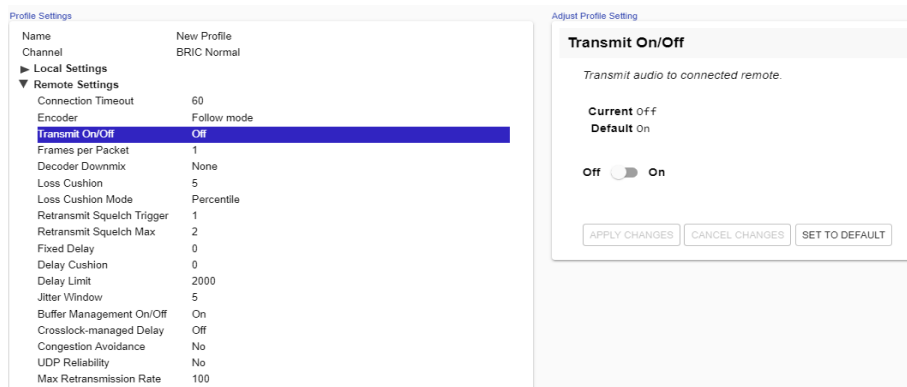 Profile Settings
Name New Profile
Channel BRIC Normal
▶ Local Settings
▼ Remote Settings
Connection Timeout 60
Encoder Follow mode
Transmit On/Off Off
Frames per Packet 1
Decoder Downmix None
Loss Cushion 5
Loss Cushion Mode Percentile
Retransmit Squelch Trigger 1
Retransmit Squelch Max 2
Fixed Delay 0
Delay Cushion 0
Delay Limit 2000
Jitter Window 5
Buffer Management On/Off On
Crosslock-managed Delay Off
Congestion Avoidance No
UDP Reliability No
Max Retransmission Rate 100
Adjust Profile Setting
Transmit On/Off
Transmit audio to connected remote.
Current Off
Default On
Off On
APPLY CHANGES CANCEL CHANGES SET TO DEFAULT